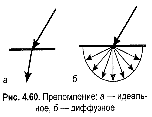 а
б
Рис. 4.60. Преломление: а — идеаль-
ное, б — диффузное